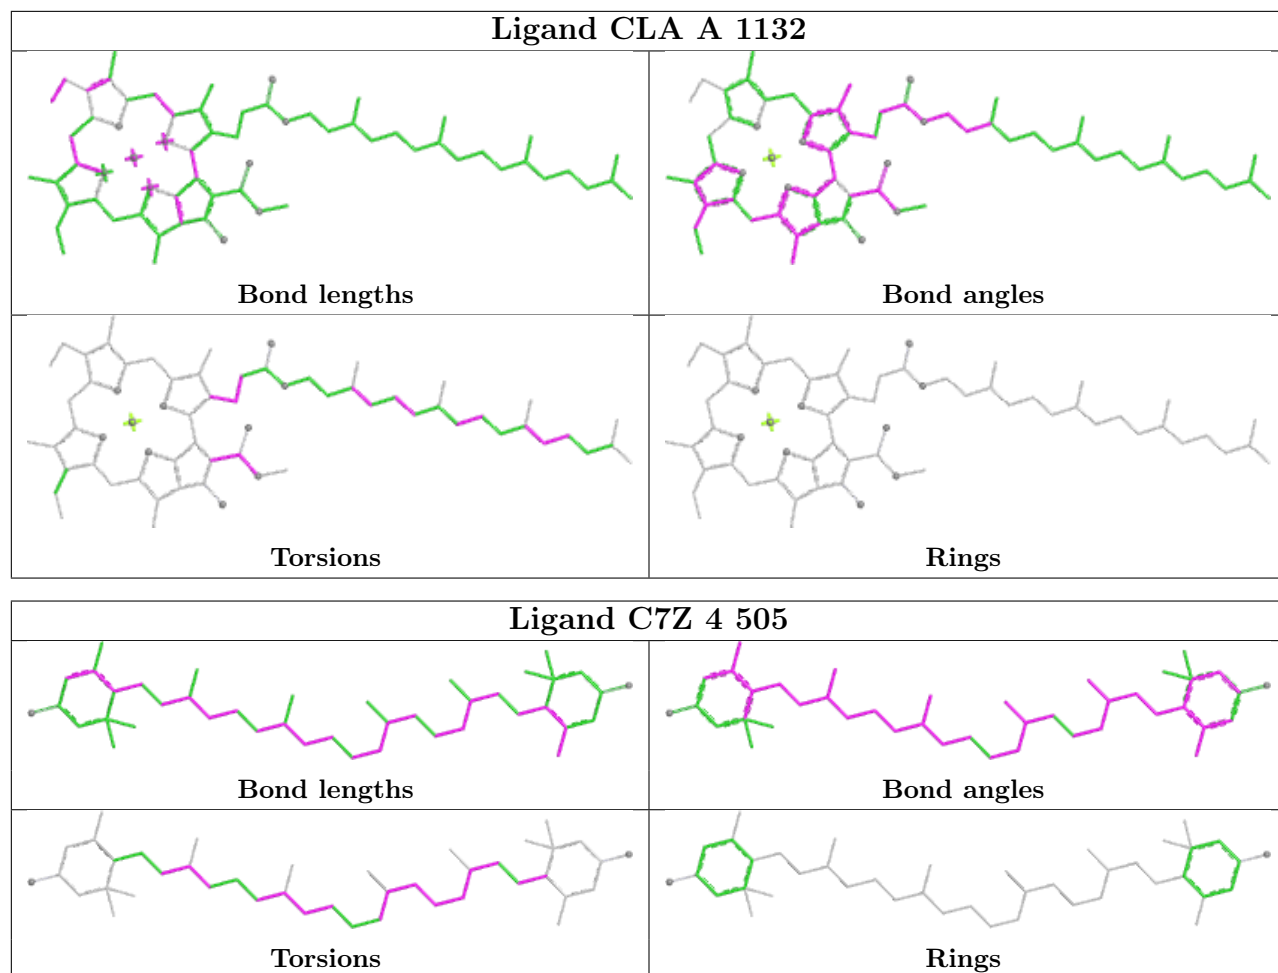 Ligand CLA A 1132
Bond lengths
Bond angles
Torsions
Rings
Ligand C7Z 4 505
Bond lengths
Bond angles
Torsions
Rings